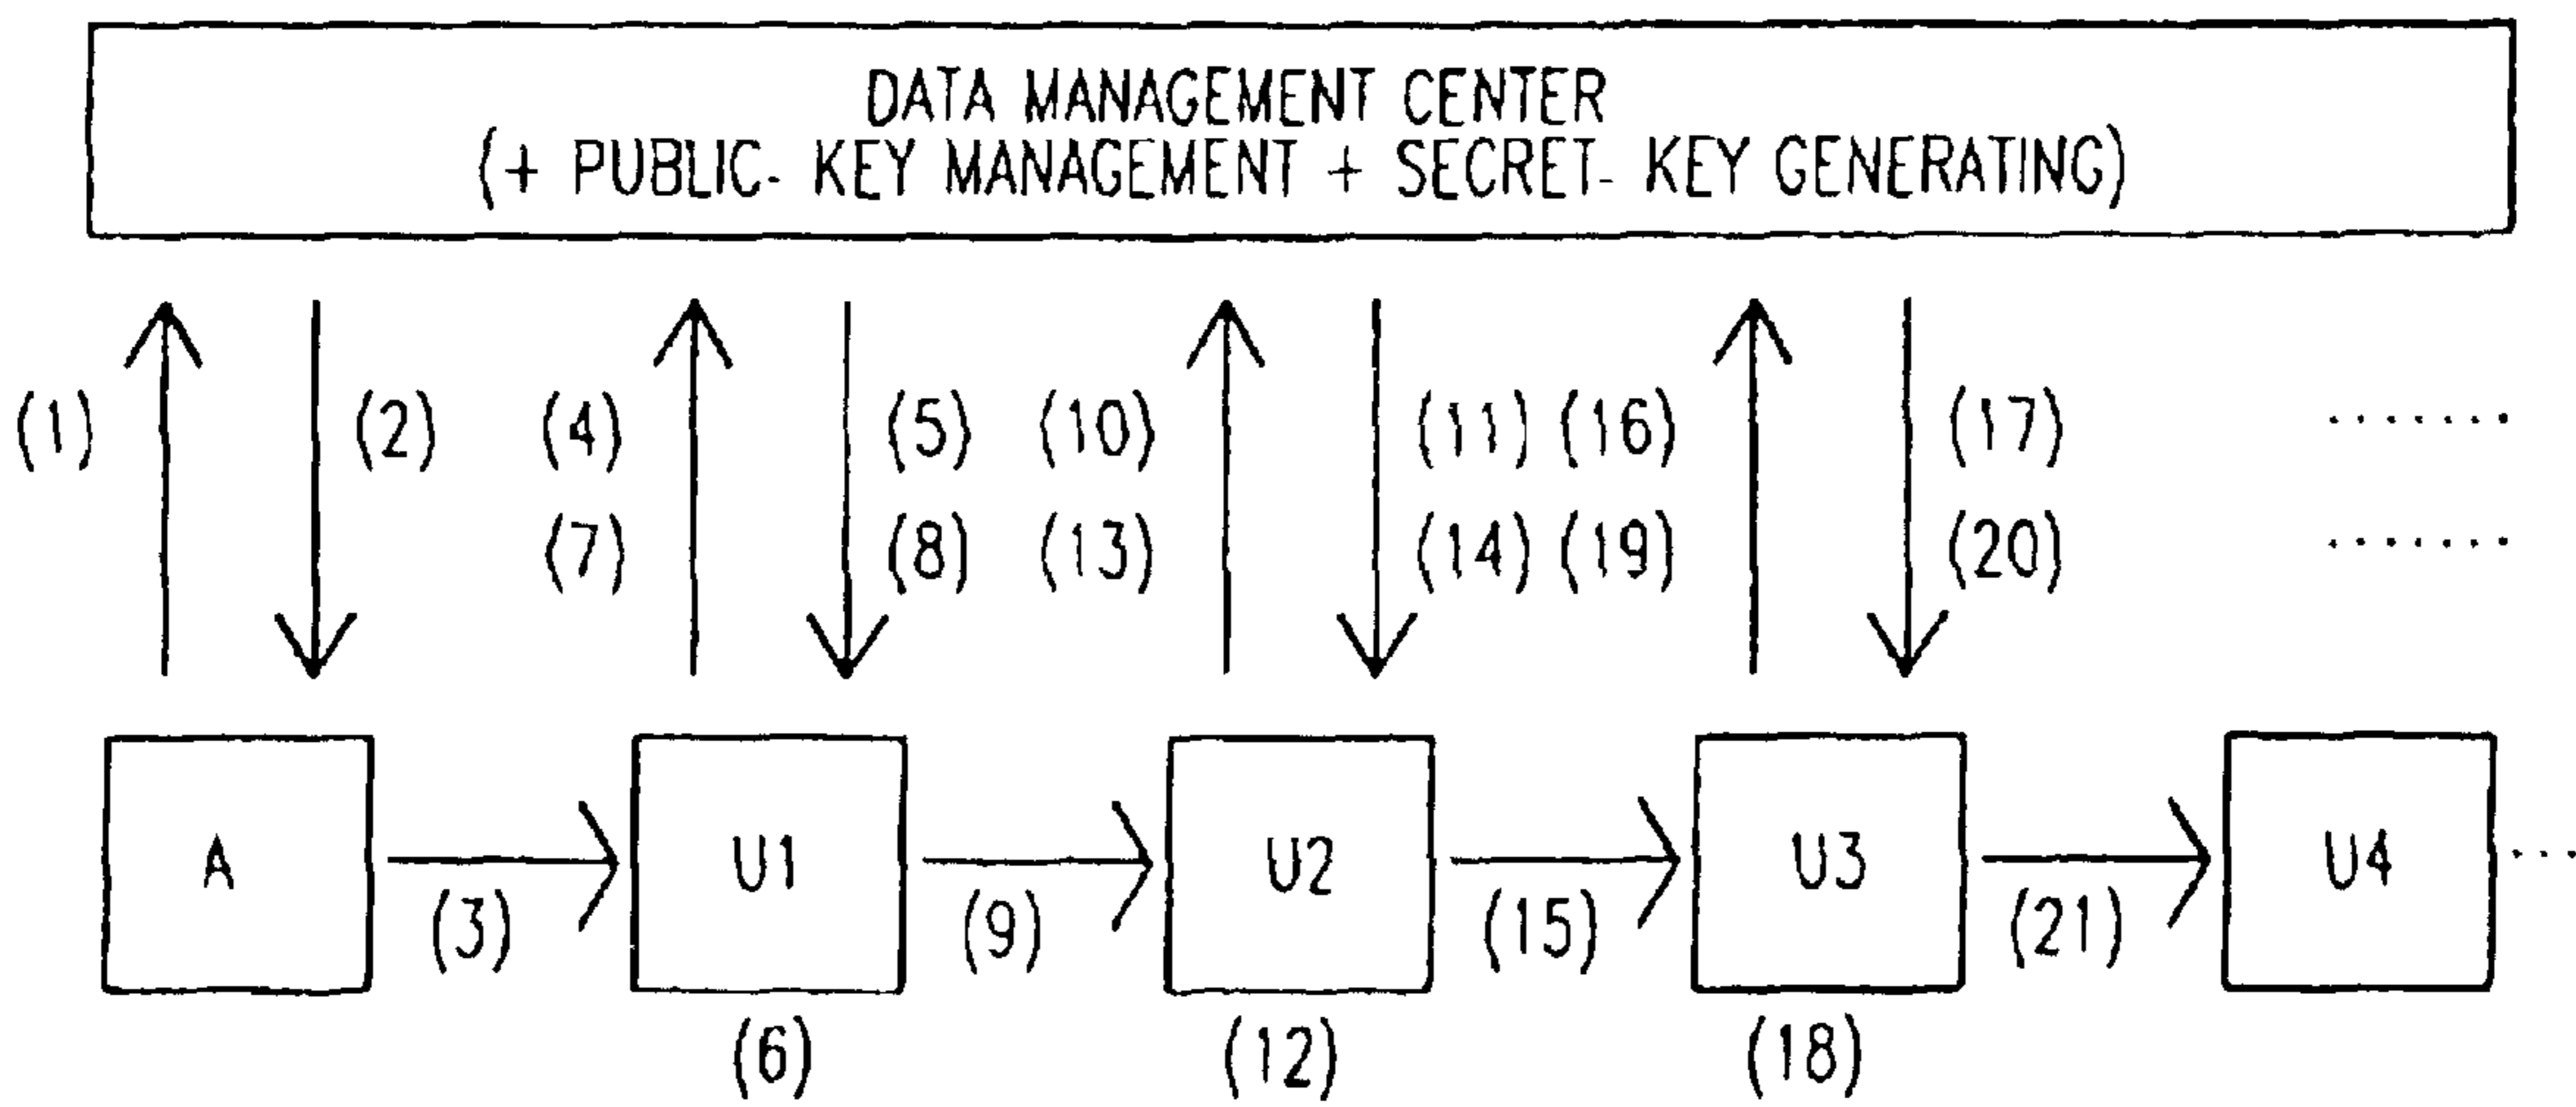 DATA MANAGEMENT CENTER
(+ PUBLIC- KEY MANAGEMENT + SECRET- KEY GENERATING)
(1) (2) (4) (5) (10) (11) (16) (17) .......
(7) (8) (13) (14) (19) (20) .......
A U1 U2 U3 U4 ...
(3) (9) (15) (21)
(6) (12) (18)